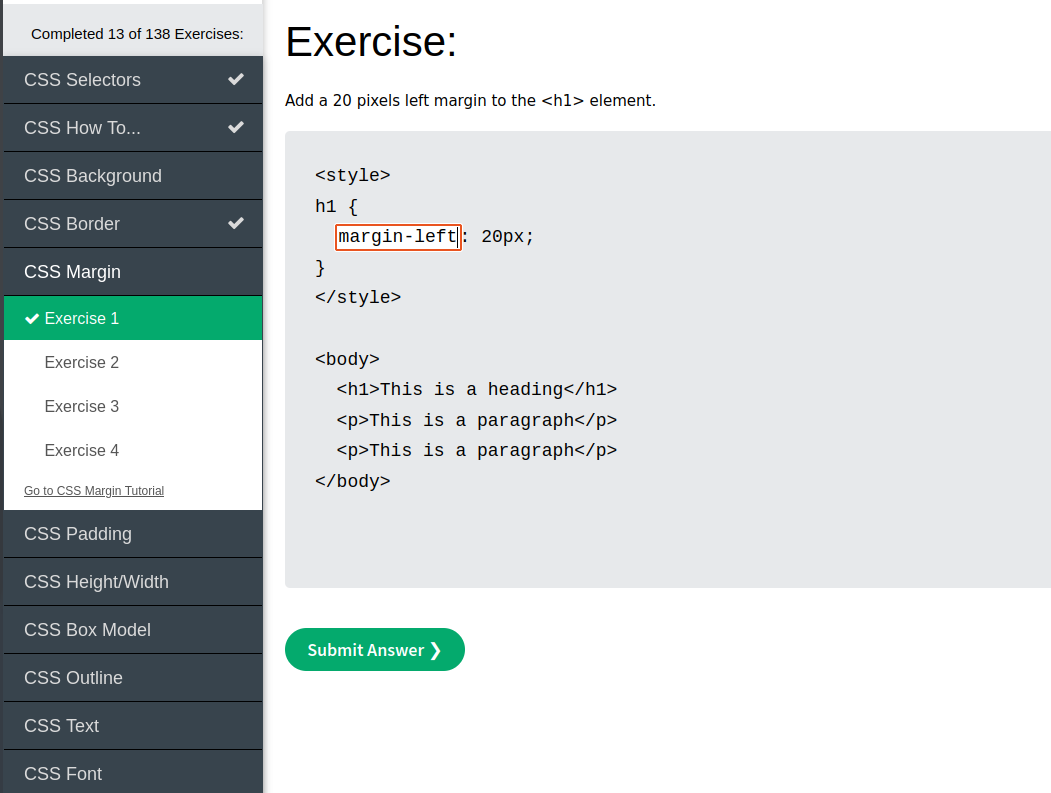 Completed 13 of 138 Exercises:
CSS Selectors
CSS How To...
CSS Background
CSS Border
CSS Margin
Exercise 1
Exercise 2
Exercise 3
Exercise 4
Go to CSS Margin Tutorial
CSS Padding
CSS Height/Width
CSS Box Model
CSS Outline
CSS Text
CSS Font
Exercise:
Add a 20 pixels left margin to the <h1> element.
<style>
h1 {
  margin-left: 20px;
}
</style>

<body>
  <h1>This is a heading</h1>
  <p>This is a paragraph</p>
  <p>This is a paragraph</p>
</body>
Submit Answer ❯